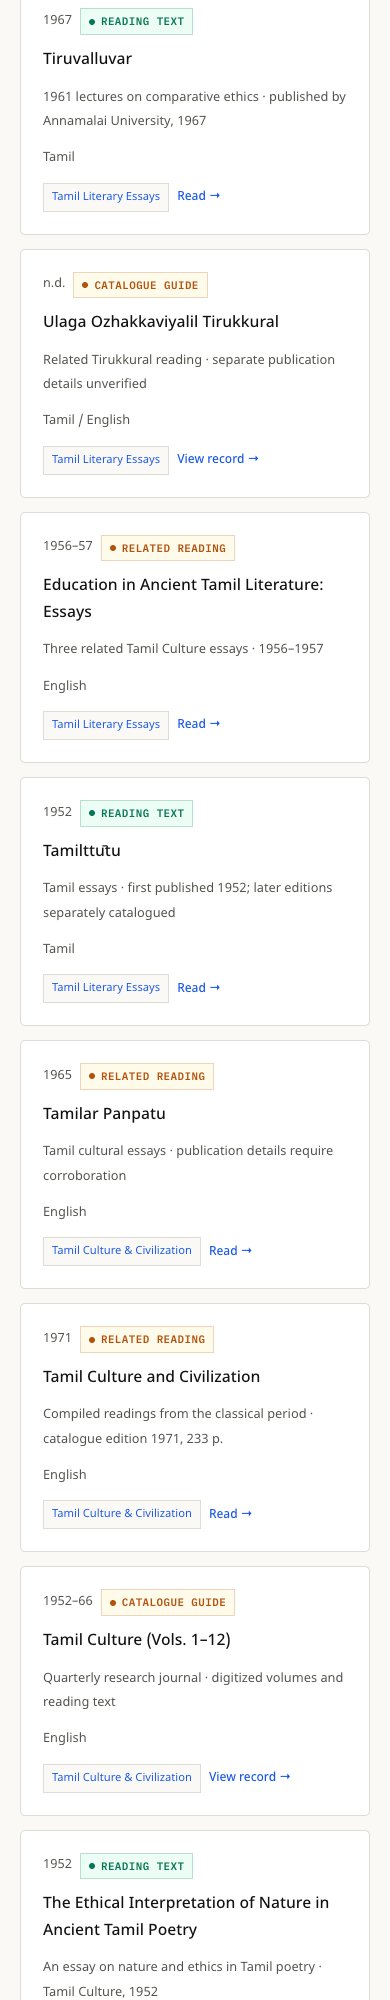 1967 READING TEXT
Tiruvalluvar
1961 lectures on comparative ethics · published by
Annamalai University, 1967
Tamil
Tamil Literary Essays Read →
n.d. CATALOGUE GUIDE
Ulaga Ozhakkaviyalil Tirukkural
Related Tirukkural reading · separate publication
details unverified
Tamil / English
Tamil Literary Essays View record →
1956–57 RELATED READING
Education in Ancient Tamil Literature:
Essays
Three related Tamil Culture essays · 1956–1957
English
Tamil Literary Essays Read →
1952 READING TEXT
Tamilttūtu
Tamil essays · first published 1952; later editions
separately catalogued
Tamil
Tamil Literary Essays Read →
1965 RELATED READING
Tamilar Panpatu
Tamil cultural essays · publication details require
corroboration
English
Tamil Culture & Civilization Read →
1971 RELATED READING
Tamil Culture and Civilization
Compiled readings from the classical period ·
catalogue edition 1971, 233 p.
English
Tamil Culture & Civilization Read →
1952–66 CATALOGUE GUIDE
Tamil Culture (Vols. 1–12)
Quarterly research journal · digitized volumes and
reading text
English
Tamil Culture & Civilization View record →
1952 READING TEXT
The Ethical Interpretation of Nature in
Ancient Tamil Poetry
An essay on nature and ethics in Tamil poetry ·
Tamil Culture, 1952